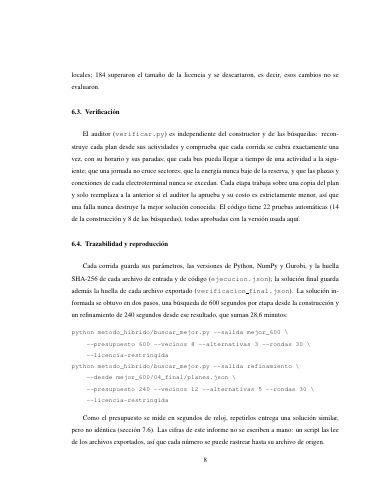 locales; 184 superaron el tamaño de la licencia y se descartaron, es decir, esos cambios no se
evaluaron.
6.3. Verificación
El auditor (verificar.py) es independiente del constructor y de las búsquedas: recon-
struye cada plan desde sus actividades y comprueba que cada corrida se cubra exactamente una
vez, con su horario y sus paradas; que cada bus pueda llegar a tiempo de una actividad a la sigu-
iente; que una jornada no cruce sectores; que la energía nunca baje de la reserva, y que las plazas y
conexiones de cada electroterminal nunca se excedan. Cada etapa trabaja sobre una copia del plan
y solo reemplaza a la anterior si el auditor la aprueba y su costo es estrictamente menor, así que
una falla nunca destruye la mejor solución conocida. El código tiene 22 pruebas automáticas (14
de la construcción y 8 de las búsquedas), todas aprobadas con la versión usada aquí.
6.4. Trazabilidad y reproducción
Cada corrida guarda sus parámetros, las versiones de Python, NumPy y Gurobi, y la huella
SHA-256 de cada archivo de entrada y de código (ejecucion.json); la solución final guarda
además la huella de cada archivo exportado (verificacion_final.json). La solución in-
formada se obtuvo en dos pasos, una búsqueda de 600 segundos por etapa desde la construcción y
un refinamiento de 240 segundos desde ese resultado, que suman 28,6 minutos:
python metodo_hibrido/buscar_mejor.py --salida mejor_600 \
--presupuesto 600 --vecinos 8 --alternativas 3 --rondas 30 \
--licencia-restringida
python metodo_hibrido/buscar_mejor.py --salida refinamiento \
--desde mejor_600/04_final/planes.json \
--presupuesto 240 --vecinos 12 --alternativas 5 --rondas 30 \
--licencia-restringida
Como el presupuesto se mide en segundos de reloj, repetirlos entrega una solución similar,
pero no idéntica (sección 7.6). Las cifras de este informe no se escriben a mano: un script las lee
de los archivos exportados, así que cada número se puede rastrear hasta su archivo de origen.
8